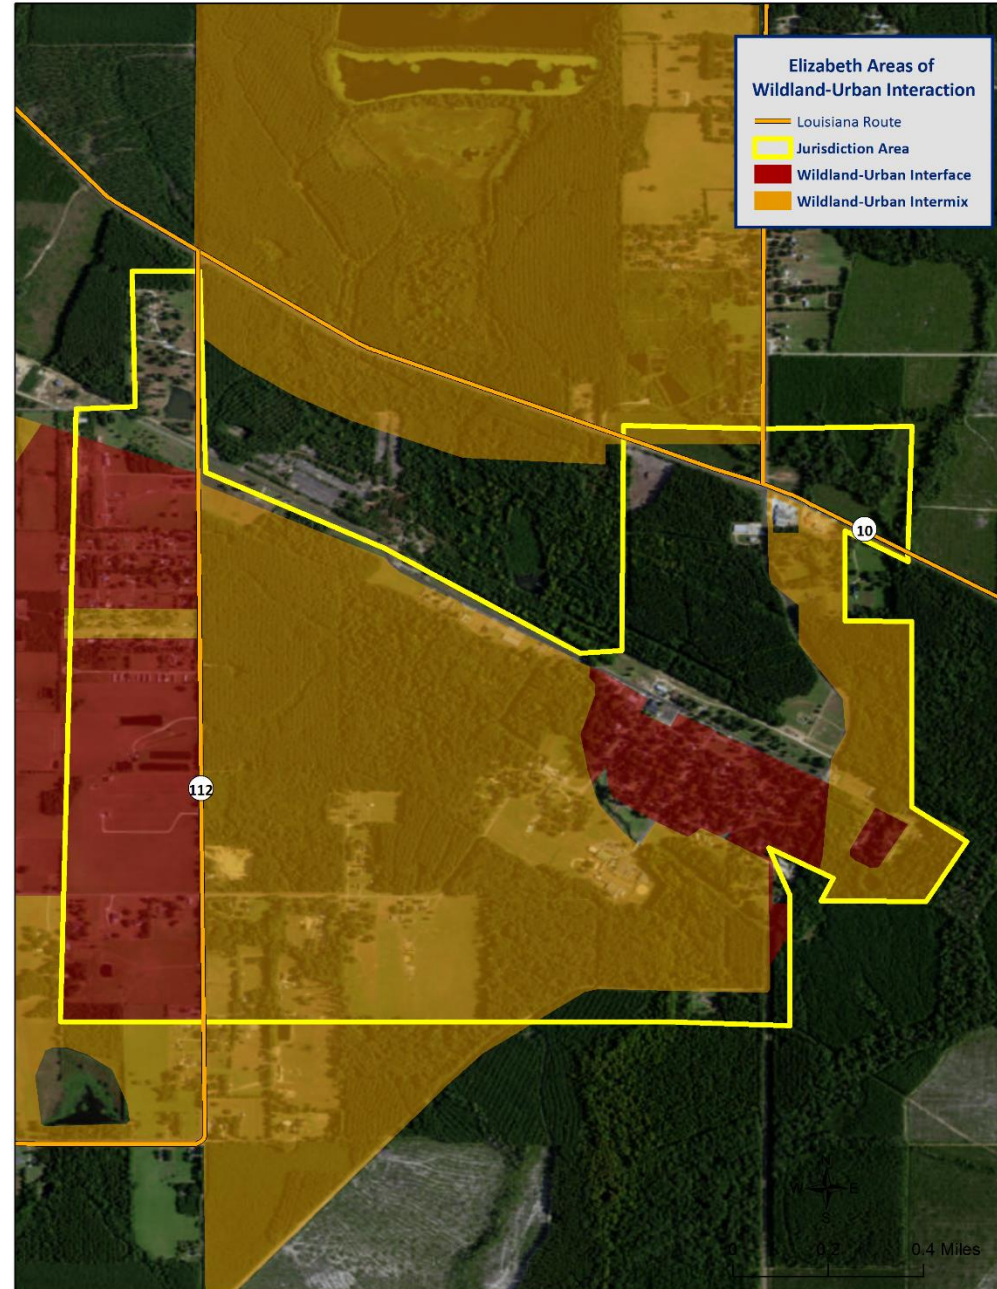 Elizabeth Areas of
Wildland-Urban Interaction
Louisiana Route
Jurisdiction Area
Wildland-Urban Interface
Wildland-Urban Intermix
10
112
W E
S
0 0.2 0.4 Miles